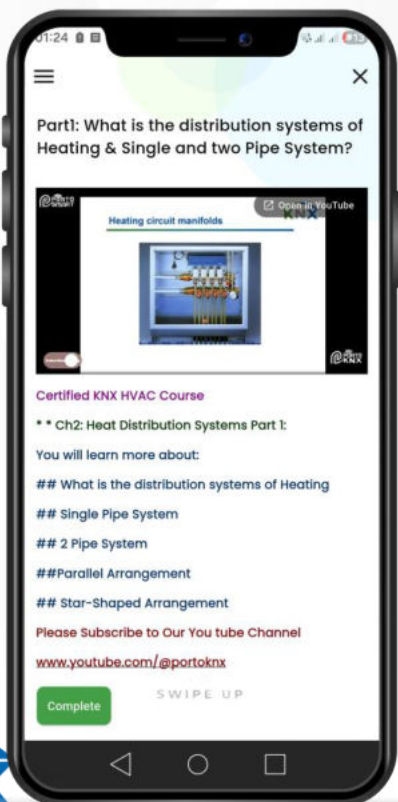 01:24
Part1: What is the distribution systems of
Heating & Single and two Pipe System?
Open in YouTube
KNX
Heating circuit manifolds
KNX
Certified KNX HVAC Course
* * Ch2: Heat Distribution Systems Part 1:
You will learn more about:
## What is the distribution systems of Heating
## Single Pipe System
## 2 Pipe System
##Parallel Arrangement
## Star-Shaped Arrangement
Please Subscribe to Our You tube Channel
www.youtube.com/@portoknx
SWIPE UP
Complete